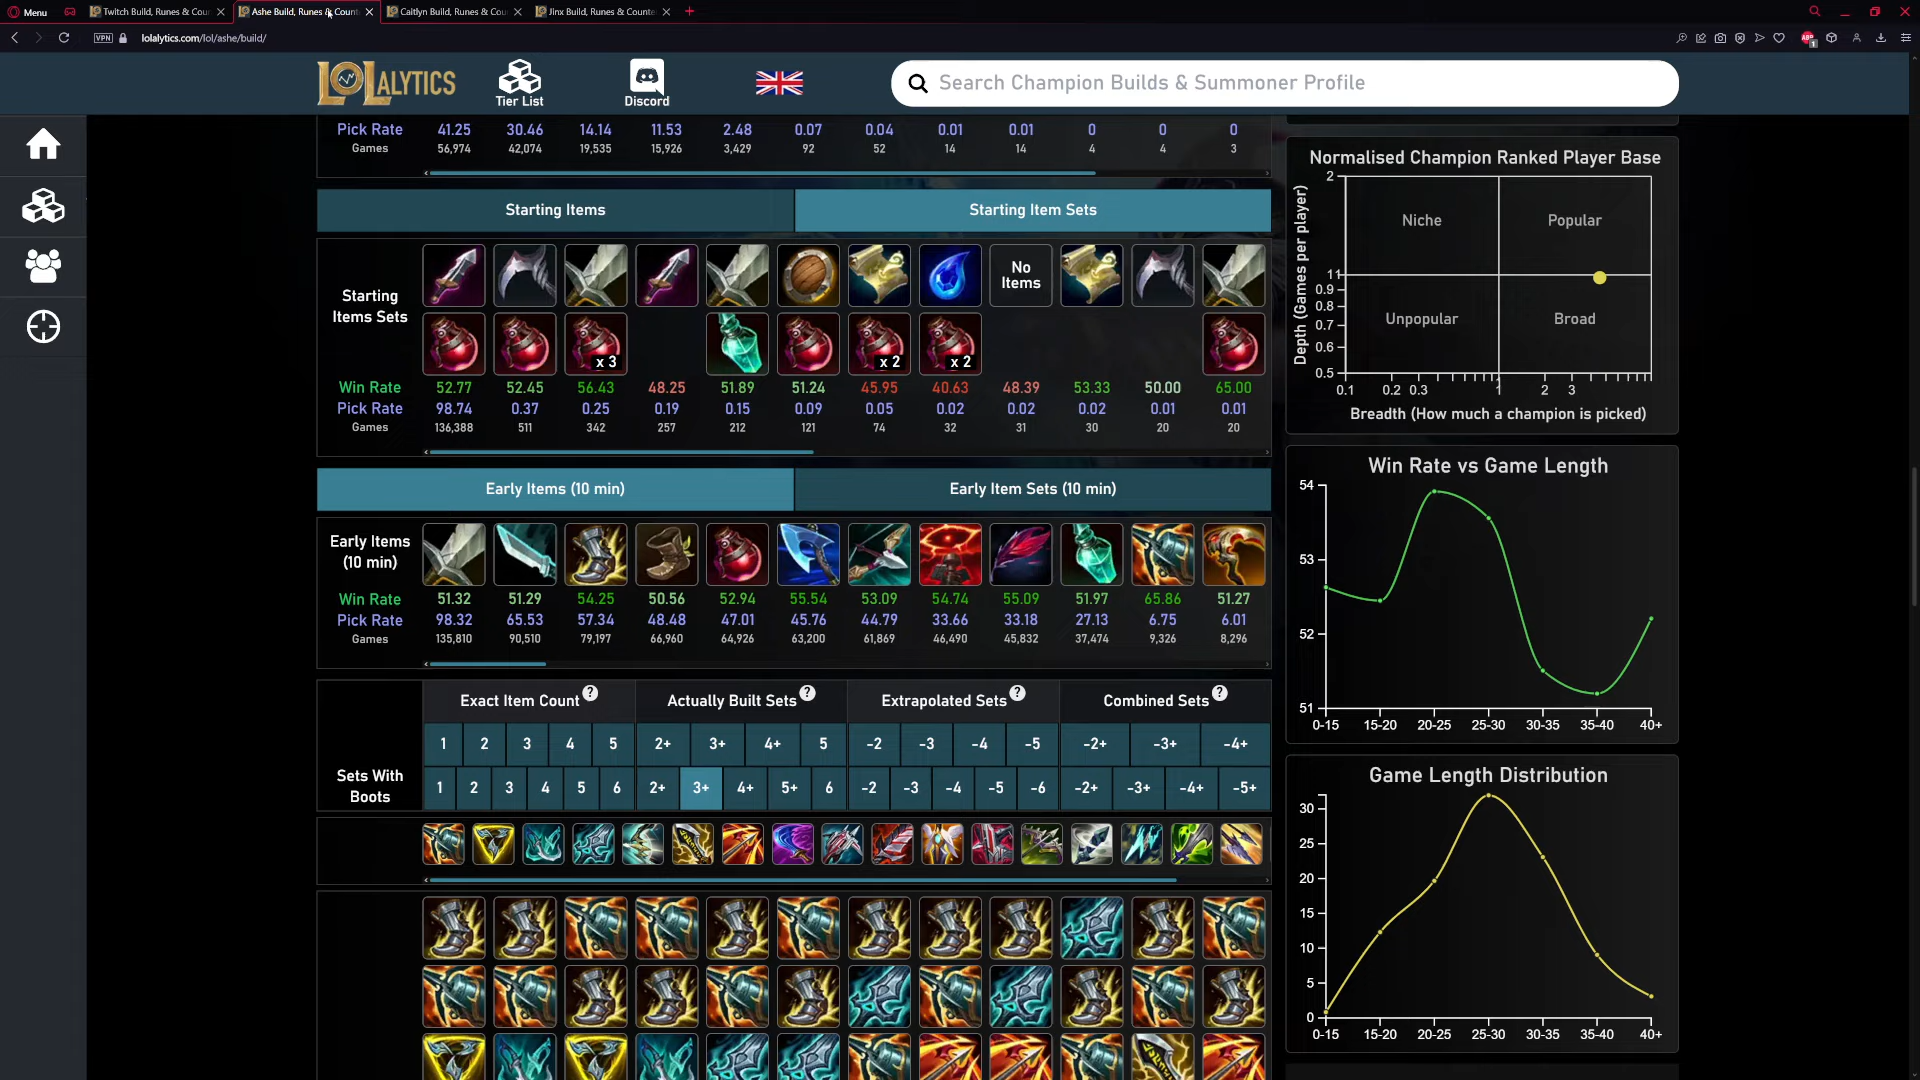 Menu
Twitch Build, Runes & Cou
Ashe Build, Runes & Count
Caitlyn Build, Runes & Cou
Jinx Build, Runes & Counte
VPN
lolalytics.com/lol/ashe/build/
LOLALYTICS
Tier List
Discord
Search Champion Builds & Summoner Profile
Pick Rate 41.25 30.46 14.14 11.53 2.48 0.07 0.04 0.01 0.01 0 0 0
Games 56,974 42,074 19,535 15,926 3,429 92 52 14 14 4 4 3
Starting Items
Starting Item Sets
Starting Items Sets
No Items
x 3
x 2
x 2
Win Rate 52.77 52.45 56.43 48.25 51.89 51.24 45.95 40.63 48.39 53.33 50.00 65.00
Pick Rate 98.74 0.37 0.25 0.19 0.15 0.09 0.05 0.02 0.02 0.02 0.01 0.01
Games 136,388 511 342 257 212 121 74 32 31 30 20 20
Early Items (10 min)
Early Item Sets (10 min)
Early Items (10 min)
Win Rate 51.32 51.29 54.25 50.56 52.94 55.54 53.09 54.74 55.09 51.97 65.86 51.27
Pick Rate 98.32 65.53 57.34 48.48 47.01 45.76 44.79 33.66 33.18 27.13 6.75 6.01
Games 135,810 90,510 79,197 66,960 64,926 63,200 61,869 46,490 45,832 37,474 9,326 8,296
Exact Item Count ?
Actually Built Sets ?
Extrapolated Sets ?
Combined Sets ?
1 2 3 4 5 2+ 3+ 4+ 5 -2 -3 -4 -5 -2+ -3+ -4+
Sets With Boots
1 2 3 4 5 6 2+ 3+ 4+ 5+ 6 -2 -3 -4 -5 -6 -2+ -3+ -4+ -5+
Normalised Champion Ranked Player Base
Depth (Games per player)
2
1
1
0.9
0.8
0.7
0.6
0.5
Niche
Popular
Unpopular
Broad
0.1 0.2 0.3 1 2 3
Breadth (How much a champion is picked)
Win Rate vs Game Length
54
53
52
51
0-15 15-20 20-25 25-30 30-35 35-40 40+
Game Length Distribution
30
25
20
15
10
5
0
0-15 15-20 20-25 25-30 30-35 35-40 40+